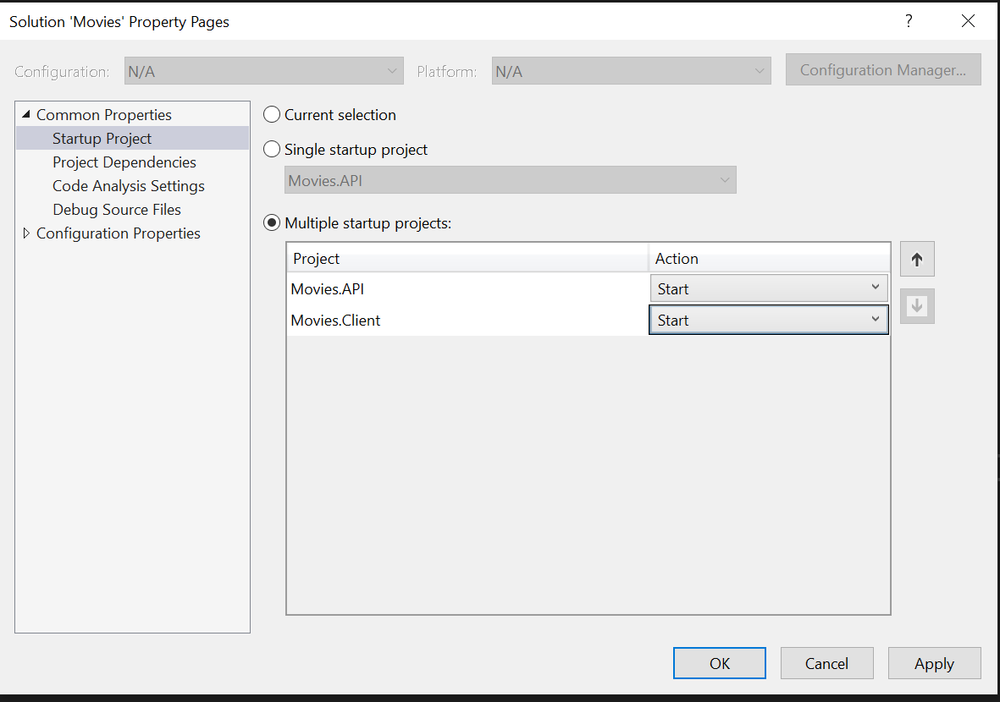 Solution 'Movies' Property Pages
?
Configuration: N/A Platform: N/A Configuration Manager...
Common Properties
Startup Project
Project Dependencies
Code Analysis Settings
Debug Source Files
Configuration Properties
Current selection
Single startup project
Movies.API
Multiple startup projects:
Project Action
Movies.API Start
Movies.Client Start
OK Cancel Apply